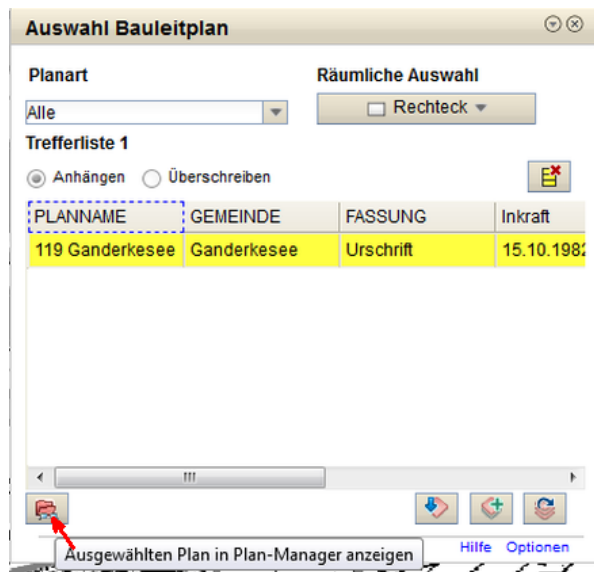 Auswahl Bauleitplan
Planart Räumliche Auswahl
Alle Rechteck
Trefferliste 1
Anhängen Überschreiben
PLANNAME GEMEINDE FASSUNG Inkraft
119 Ganderkesee Ganderkesee Urschrift 15.10.1982
Ausgewählten Plan in Plan-Manager anzeigen
Hilfe Optionen